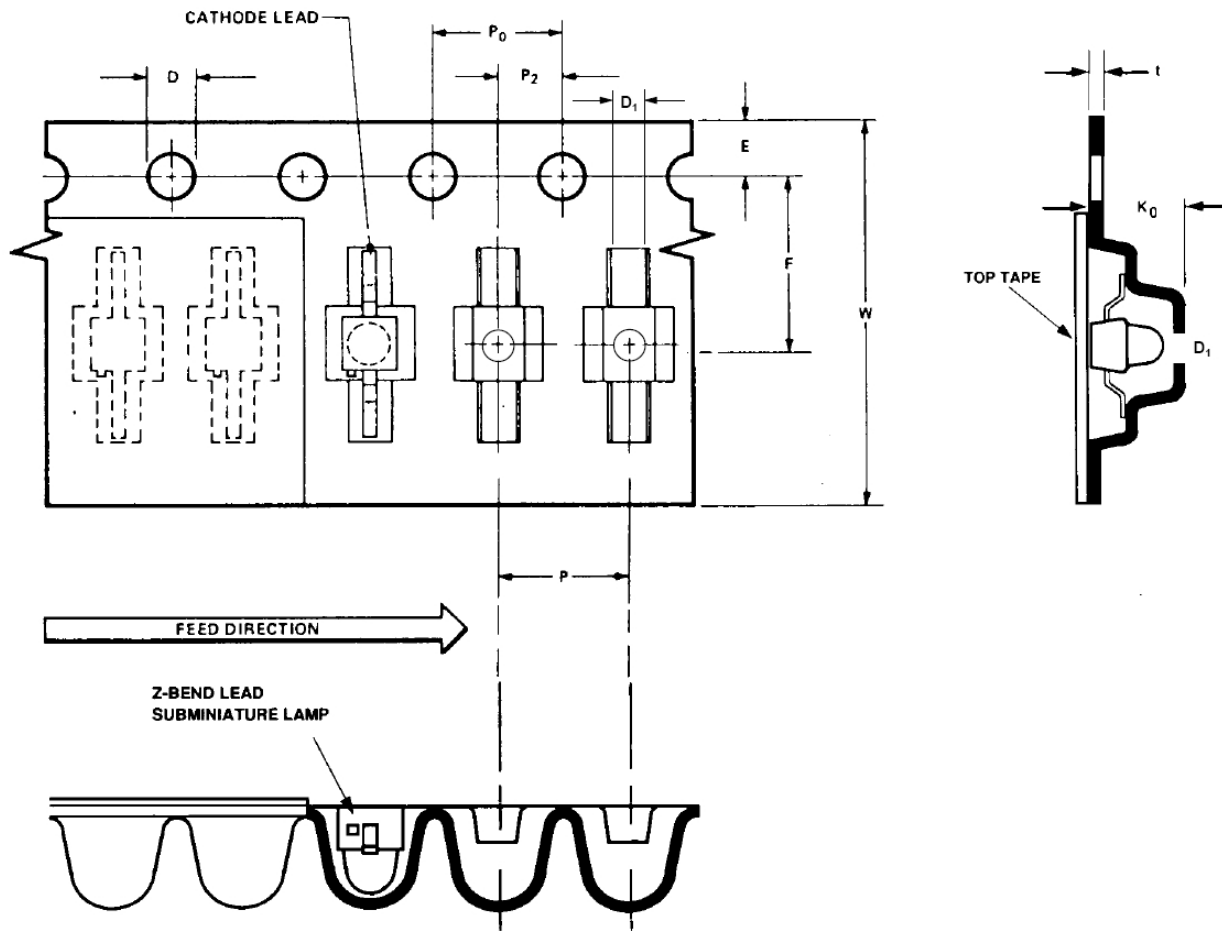 CATHODE LEAD
P₀
D
P₂
D₁
t
E
K₀
F
TOP TAPE
W
D₁
P
FEED DIRECTION
Z-BEND LEAD
SUBMINIATURE LAMP